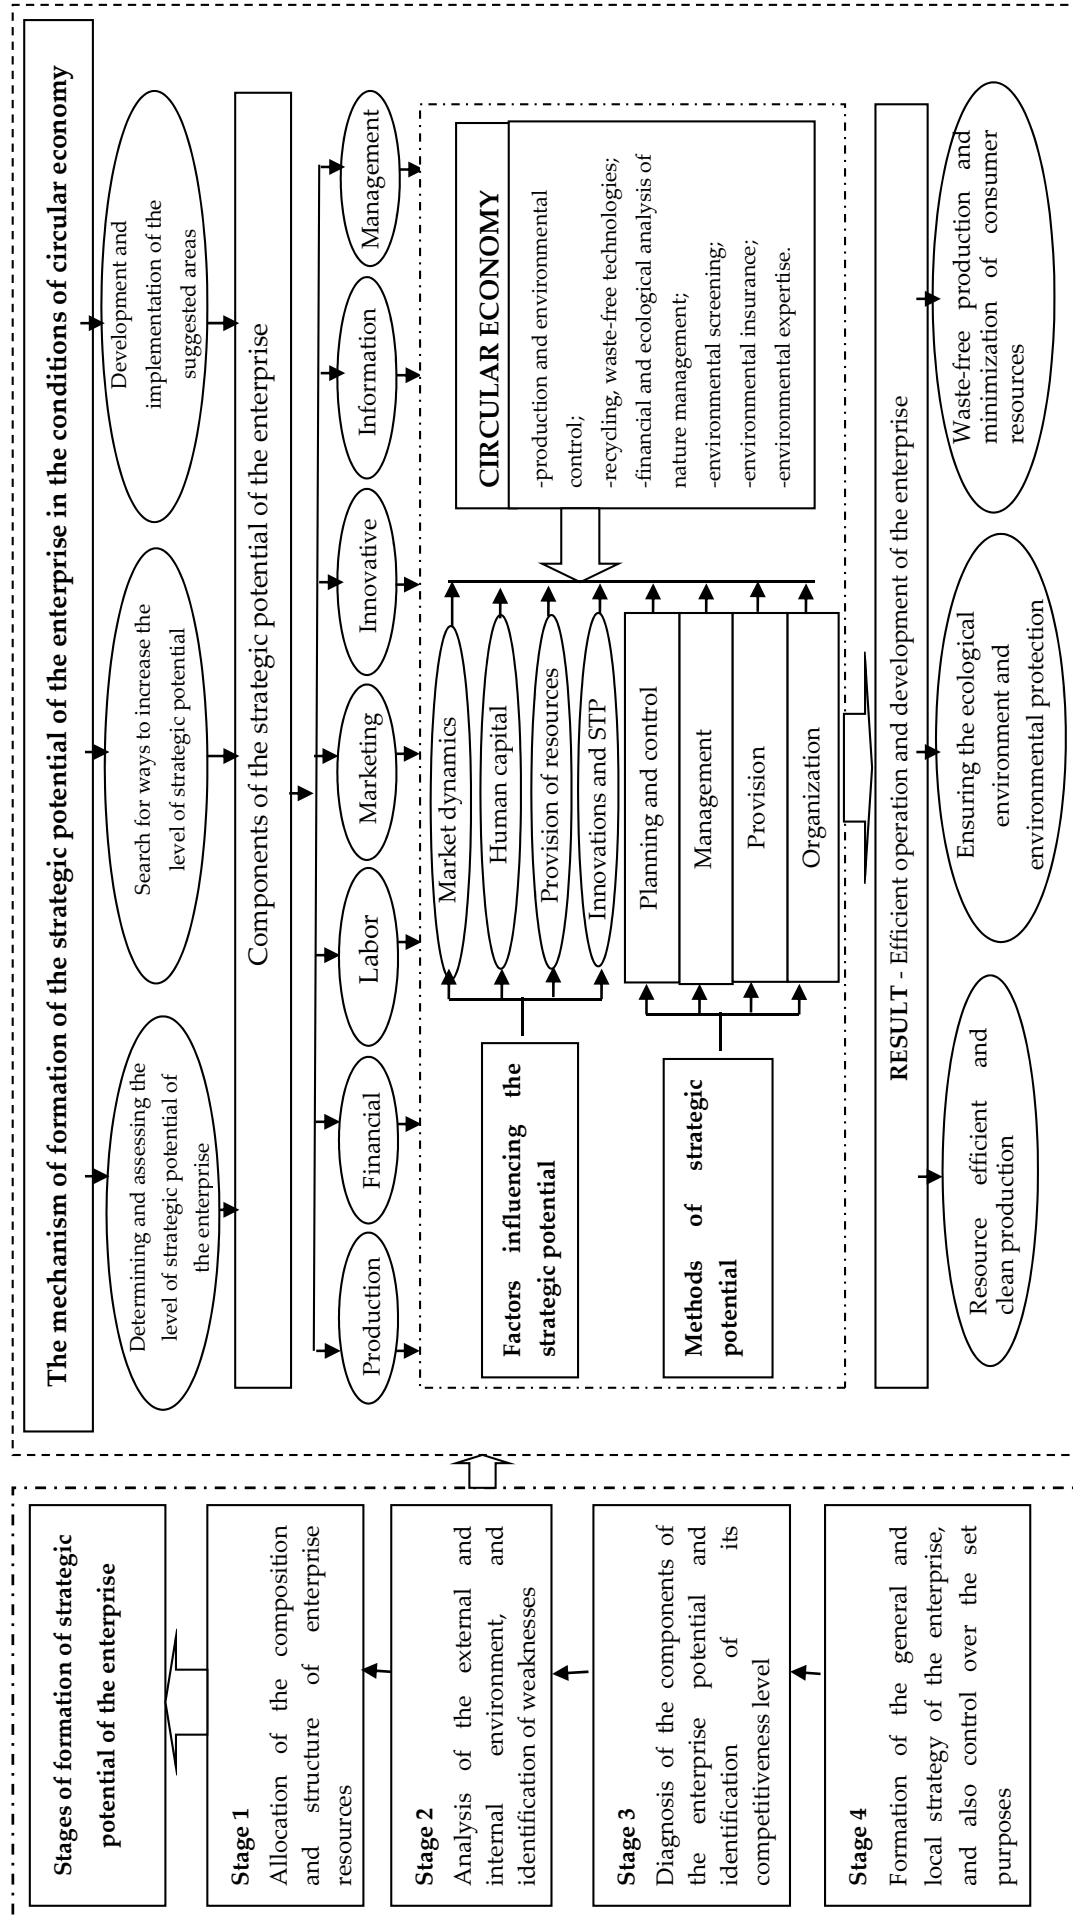 Stages of formation of strategic
potential of the enterprise
Stage 1
Allocation of the composition
and structure of enterprise
resources
Stage 2
Analysis of the external and
internal environment, and
identification of weaknesses
Stage 3
Diagnosis of the components of
the enterprise potential and
identification of its
competitiveness level
Stage 4
Formation of the general and
local strategy of the enterprise,
and also control over the set
purposes
The mechanism of formation of the strategic potential of the enterprise in the conditions of circular economy
Determining and assessing the
level of strategic potential of
the enterprise
Search for ways to increase the
level of strategic potential
Development and
implementation of the
suggested areas
Components of the strategic potential of the enterprise
Production
Financial
Labor
Marketing
Innovative
Information
Management
Factors influencing the
strategic potential
Methods of strategic
potential
Market dynamics
Human capital
Provision of resources
Innovations and STP
Planning and control
Management
Provision
Organization
CIRCULAR ECONOMY
-production and environmental
control;
-recycling, waste-free technologies;
-financial and ecological analysis of
nature management;
-environmental screening;
-environmental insurance;
-environmental expertise.
RESULT - Efficient operation and development of the enterprise
Resource efficient and
clean production
Ensuring the ecological
environment and
environmental protection
Waste-free production and
minimization of consumer
resources